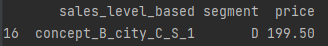 sales_level_based segment price
16 concept_B_city_C_S_1 D 199.50